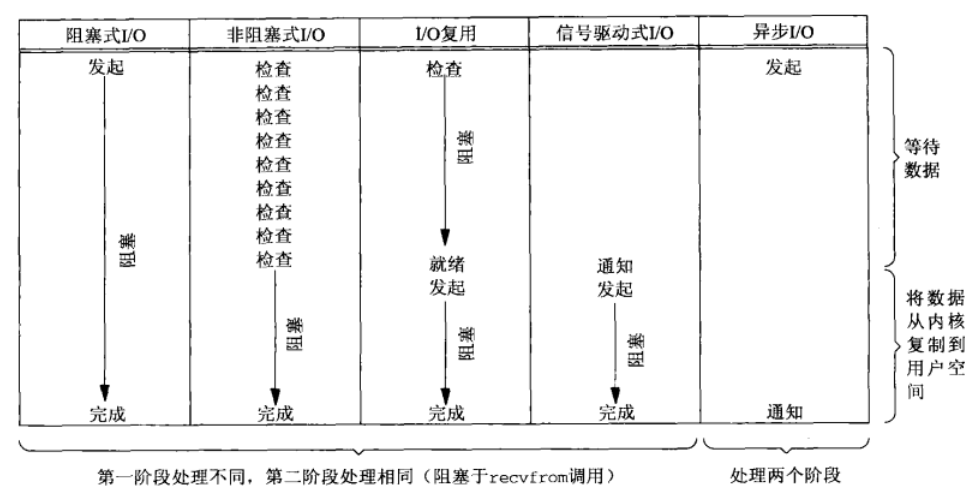 阻塞式I/O 非阻塞式I/O I/O复用 信号驱动式I/O 异步I/O
发起 检查 检查 发起
检查
检查
检查
检查
检查
检查
检查
检查 就绪 通知
发起 发起
阻塞
阻塞
阻塞
阻塞
阻塞
完成 完成 完成 完成 通知
等待
数据
将数据
从内核
复制到
用户空
间
第一阶段处理不同，第二阶段处理相同（阻塞于recvfrom调用）
处理两个阶段